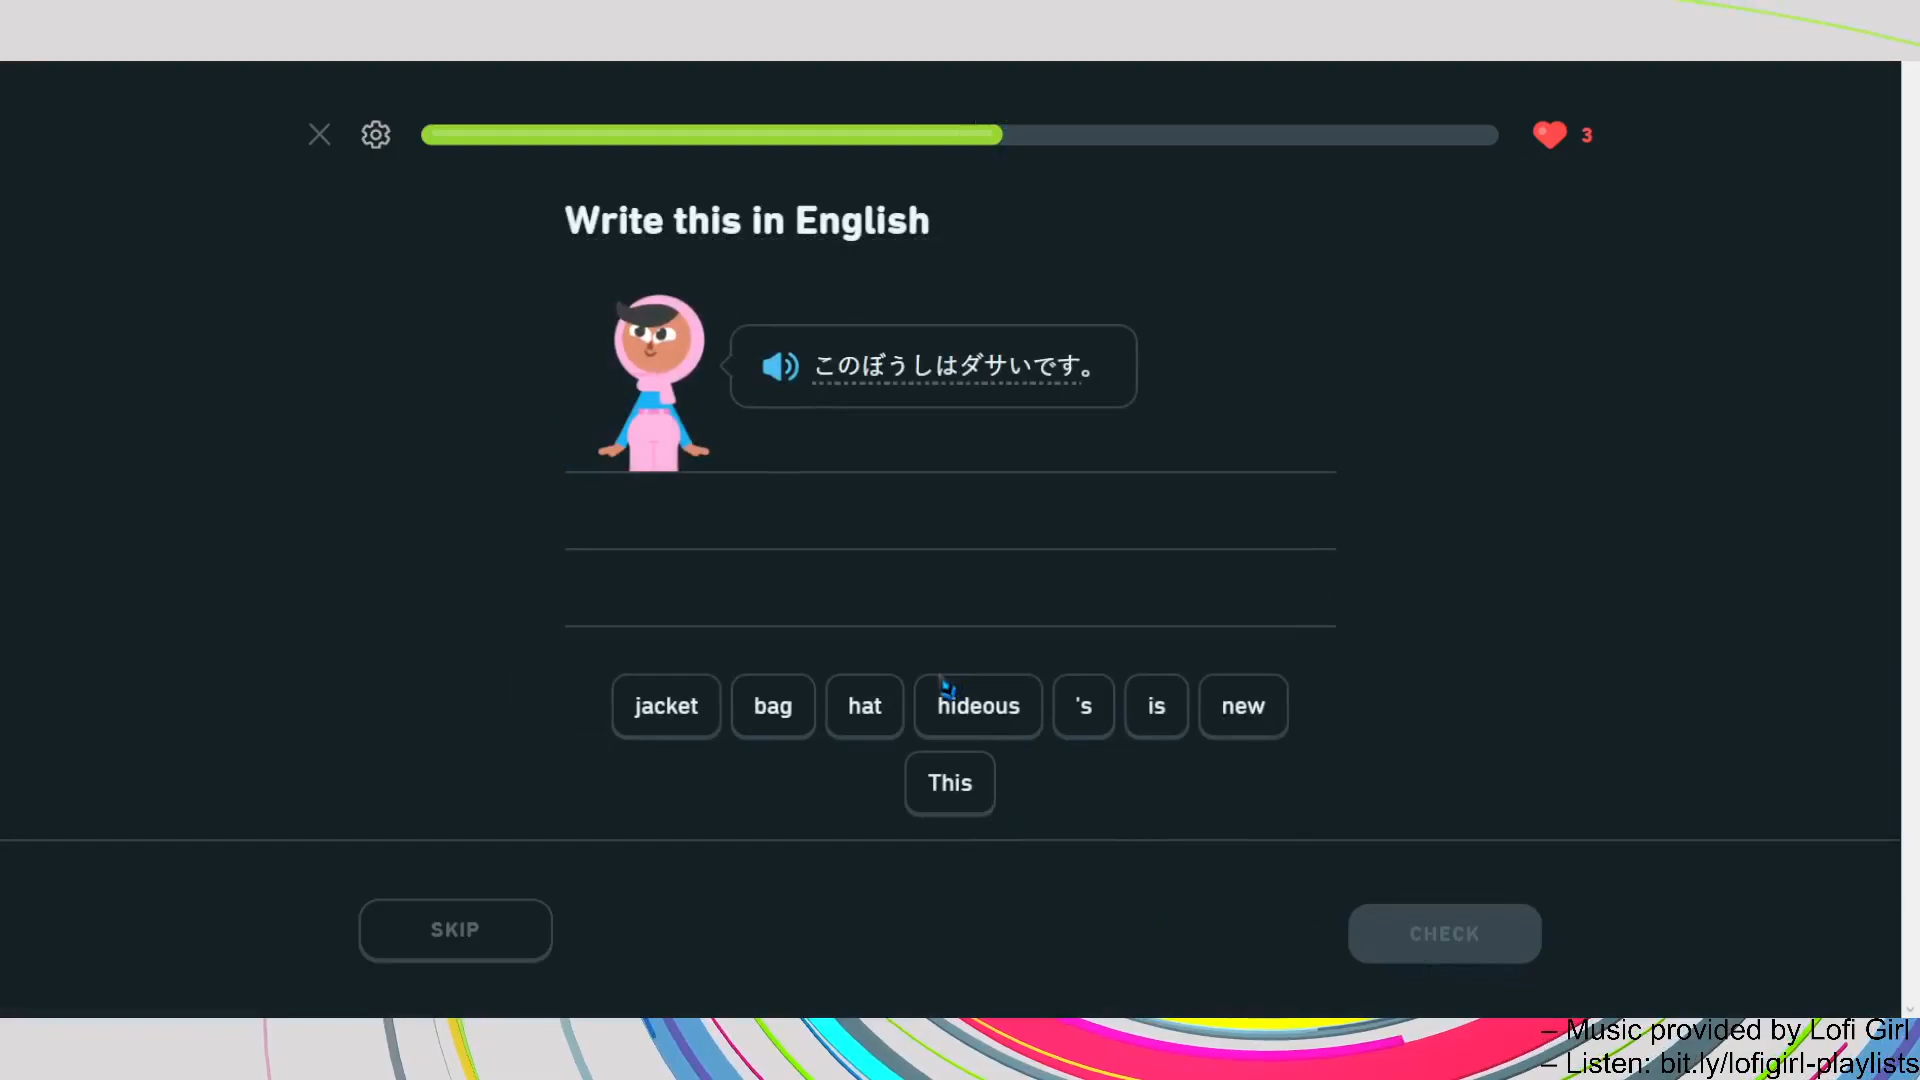 3
Write this in English
このぼうしはダサいです。
jacket bag hat hideous 's is new
This
SKIP CHECK
– Music provided by Lofi Girl
– Listen: bit.ly/lofigirl-playlists